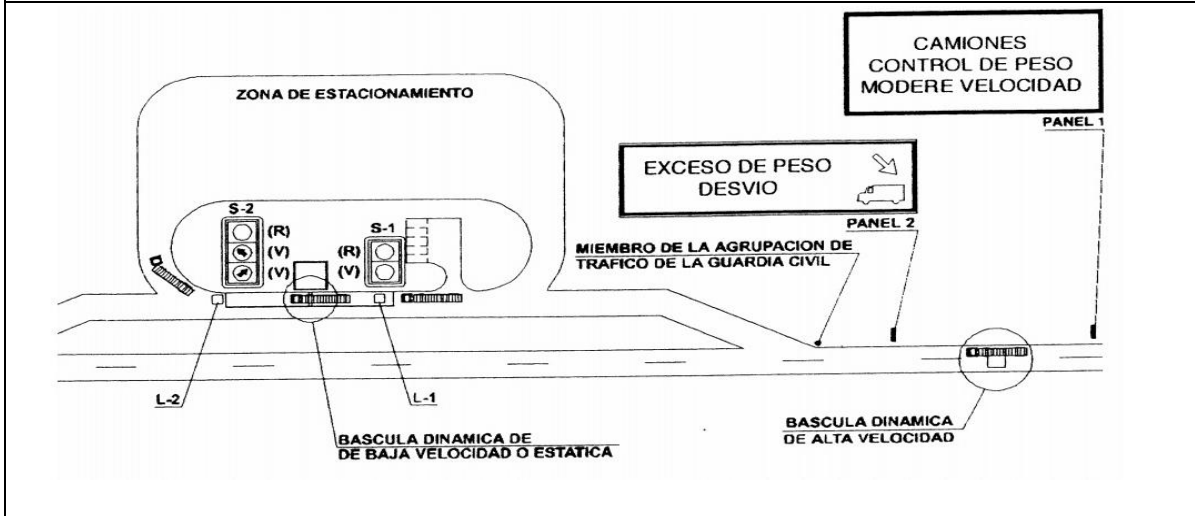 CAMIONES
CONTROL DE PESO
MODERE VELOCIDAD
PANEL 1
ZONA DE ESTACIONAMIENTO
EXCESO DE PESO
DESVIO
PANEL 2
S-2
(R)
(V)
(V)
S-1
(R)
(V)
MIEMBRO DE LA AGRUPACION DE
TRAFICO DE LA GUARDIA CIVIL
L-2
L-1
BASCULA DINAMICA DE
DE BAJA VELOCIDAD O ESTATICA
BASCULA DINAMICA
DE ALTA VELOCIDAD